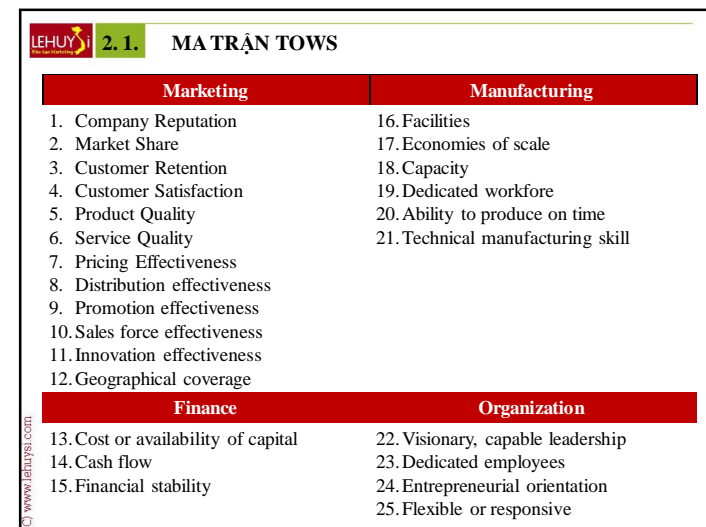 LEHUYSi
2. 1.
MA TRẬN TOWS
Marketing
1. Company Reputation
2. Market Share
3. Customer Retention
4. Customer Satisfaction
5. Product Quality
6. Service Quality
7. Pricing Effectiveness
8. Distribution effectiveness
9. Promotion effectiveness
10. Sales force effectiveness
11. Innovation effectiveness
12. Geographical coverage
Manufacturing
16. Facilities
17. Economies of scale
18. Capacity
19. Dedicated workfore
20. Ability to produce on time
21. Technical manufacturing skill
Finance
13. Cost or availability of capital
14. Cash flow
15. Financial stability
Organization
22. Visionary, capable leadership
23. Dedicated employees
24. Entrepreneurial orientation
25. Flexible or responsive
C) www.lehuysi.com